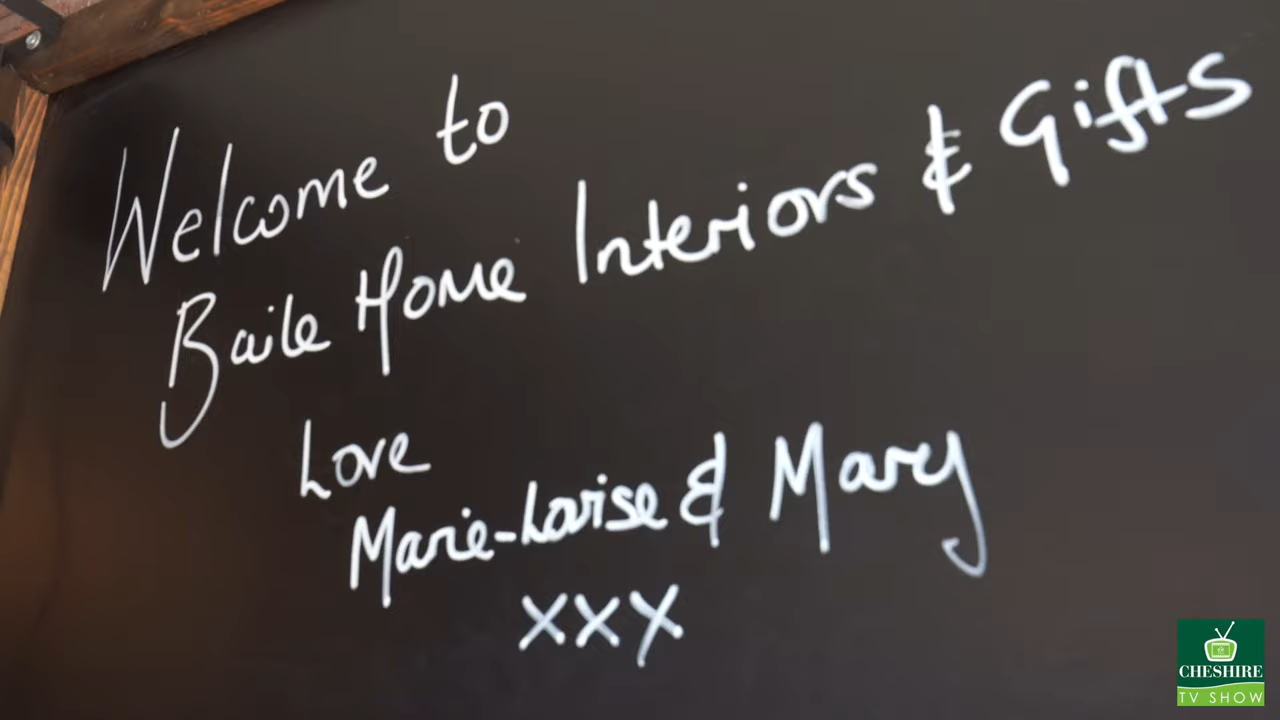 Welcome to
Baile Home Interiors & Gifts
Love
Marie-Louise & Mary
xxx
CHESHIRE
TV SHOW